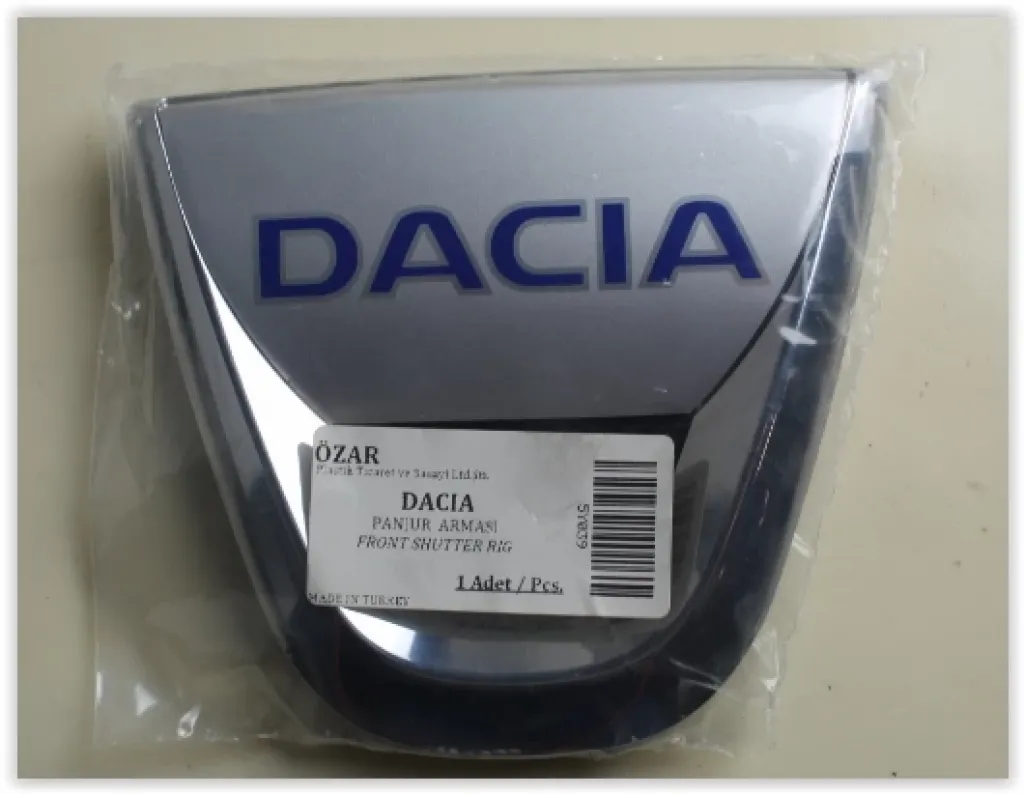 DACIA
ÖZAR
Plastik Ticaret ve Sanayi Ltd.Şti.
DACIA
PANJUR ARMASI
FRONT SHUTTER RIG
1 Adet / Pcs.
MADE IN TURKEY
5Y039